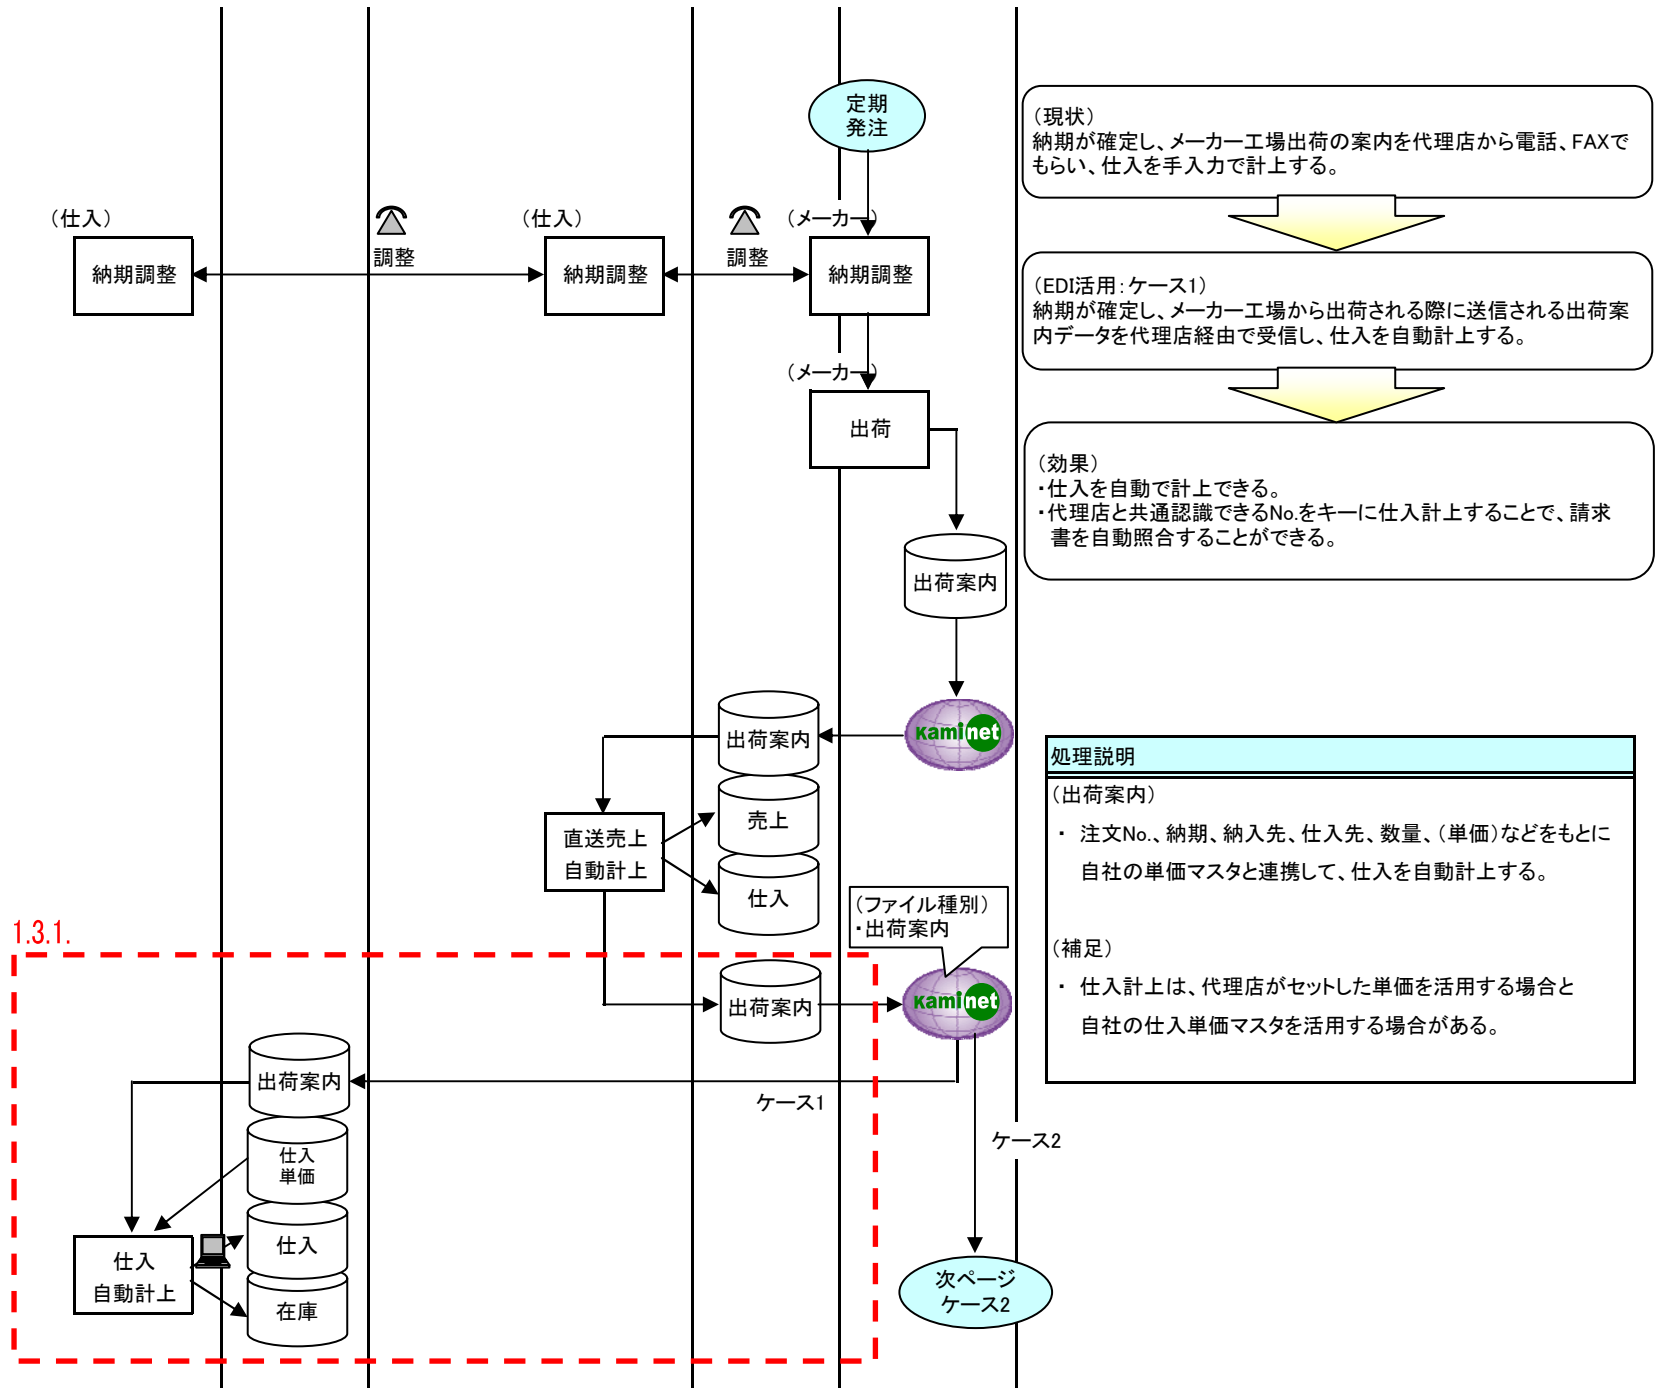 定期
発注
（現状）
納期が確定し、メーカー工場出荷の案内を代理店から電話、FAXで
もらい、仕入を手入力で計上する。
（仕入）
（仕入）
（メーカー）
調整
調整
納期調整
納期調整
納期調整
（EDI活用：ケース1）
納期が確定し、メーカー工場から出荷される際に送信される出荷案
内データを代理店経由で受信し、仕入を自動計上する。
（メーカー）
出荷
（効果）
・仕入を自動で計上できる。
・代理店と共通認識できるNo.をキーに仕入計上することで、請求
書を自動照合することができる。
出荷案内
kaminet
出荷案内
売上
直送売上
自動計上
仕入
処理説明
（出荷案内）
・ 注文No.、納期、納入先、仕入先、数量、（単価）などをもとに
自社の単価マスタと連携して、仕入を自動計上する。
（補足）
・ 仕入計上は、代理店がセットした単価を活用する場合と
自社の仕入単価マスタを活用する場合がある。
（ファイル種別）
・出荷案内
1.3.1.
出荷案内
kaminet
出荷案内
ケース1
ケース2
仕入
単価
仕入
仕入
自動計上
在庫
次ページ
ケース2